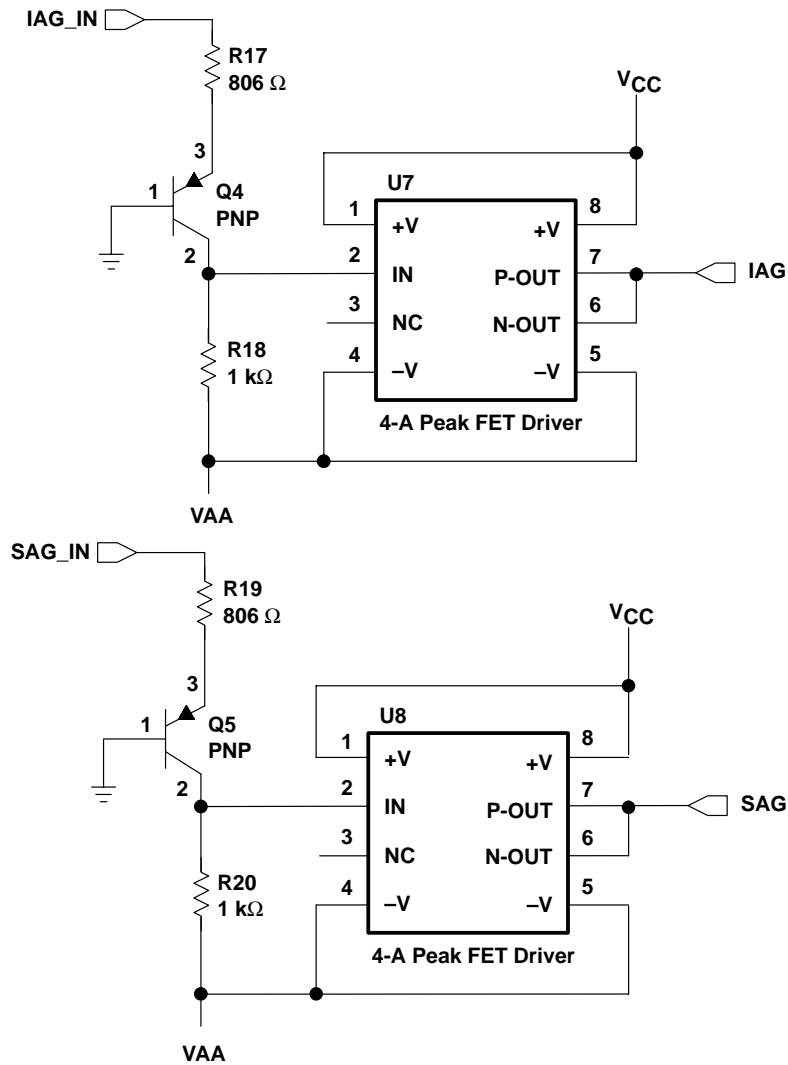 IAG_IN
R17
806 Ω
VCC
3
U7
1
Q4
PNP
1
8
+V
+V
2
2
7
IN
P-OUT
IAG
3
6
NC
N-OUT
R18
1 kΩ
4
5
–V
–V
4-A Peak FET Driver
VAA
SAG_IN
R19
806 Ω
VCC
3
U8
1
Q5
PNP
1
8
+V
+V
2
2
7
IN
P-OUT
SAG
3
6
NC
N-OUT
R20
1 kΩ
4
5
–V
–V
4-A Peak FET Driver
VAA